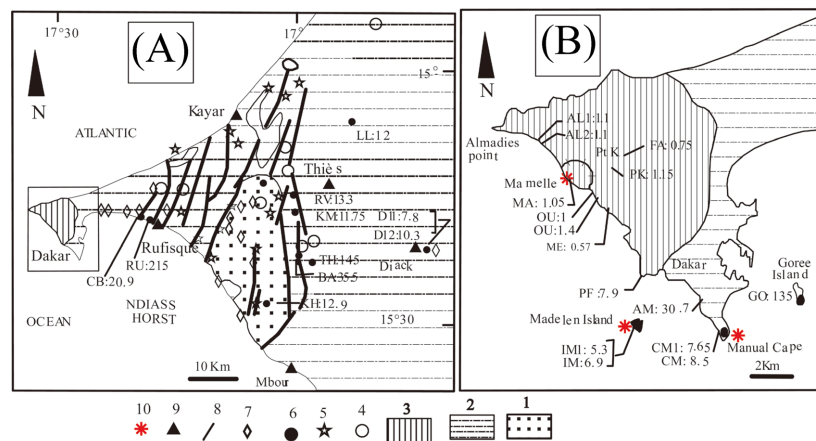 17°30
17°
(A)
15°
N
Kayar
ATLANTIC
LL:12
Thiès
RV:133
KM:11.75
DI1:7.8
DI2:10.3
Dakar
Rufisque
RU:215
CB:20.9
TH:145
BA:35.5
Diack
NDIASS
HORST
KH:12.9
OCEAN
15°30
10 Km
Mbour
(B)
N
AL1:1.1
AL2:1.1
Almadies
point
Pt K
FA: 0.75
PK: 1.15
Mamelle
MA: 1.05
OU:1
OU:1.4
ME: 0.57
Dakar
Goree
Island
GO:135
PF:7.9
AM: 30.7
Madelen Island
IM1: 5.3
IM:6.9
CM1: 7.65
CM: 8.5
Manual Cape
2Km
10 9 8 7 6 5 4 3 2 1